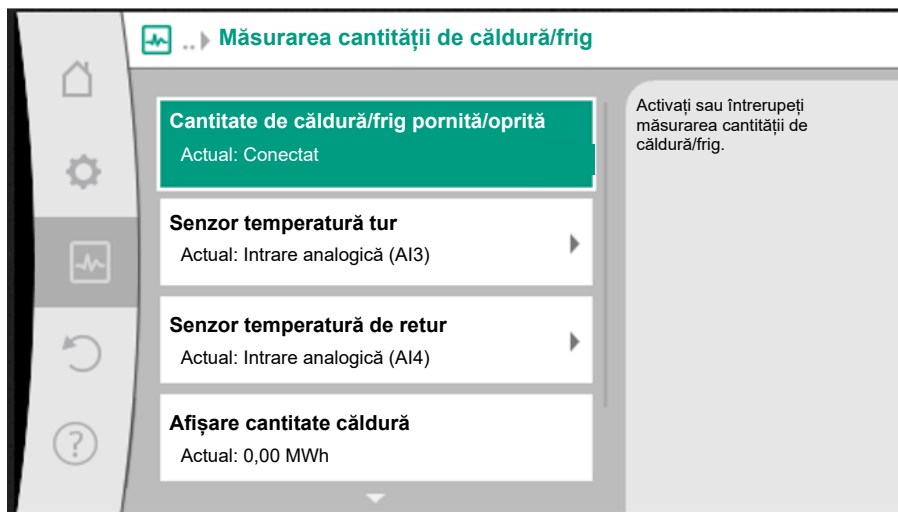 .. Măsurarea cantității de căldură/frig
Cantitate de căldură/frig pornită/oprită
Actual: Conectat
Senzor temperatură tur
Actual: Intrare analogică (AI3)
Senzor temperatură de retur
Actual: Intrare analogică (AI4)
Afișare cantitate căldură
Actual: 0,00 MWh
Activați sau întrerupeți
măsurarea cantității de
căldură/frig.
?